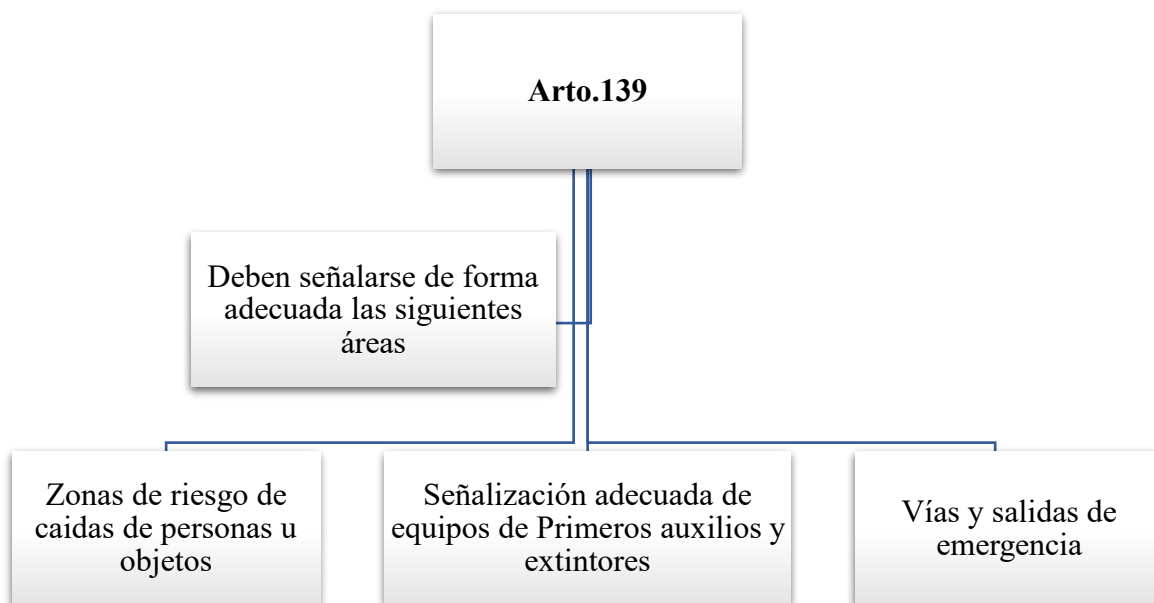 Arto.139
Deben señalarse de forma
adecuada las siguientes
áreas
Zonas de riesgo de
caidas de personas u
objetos
Señalización adecuada de
equipos de Primeros auxilios y
extintores
Vías y salidas de
emergencia